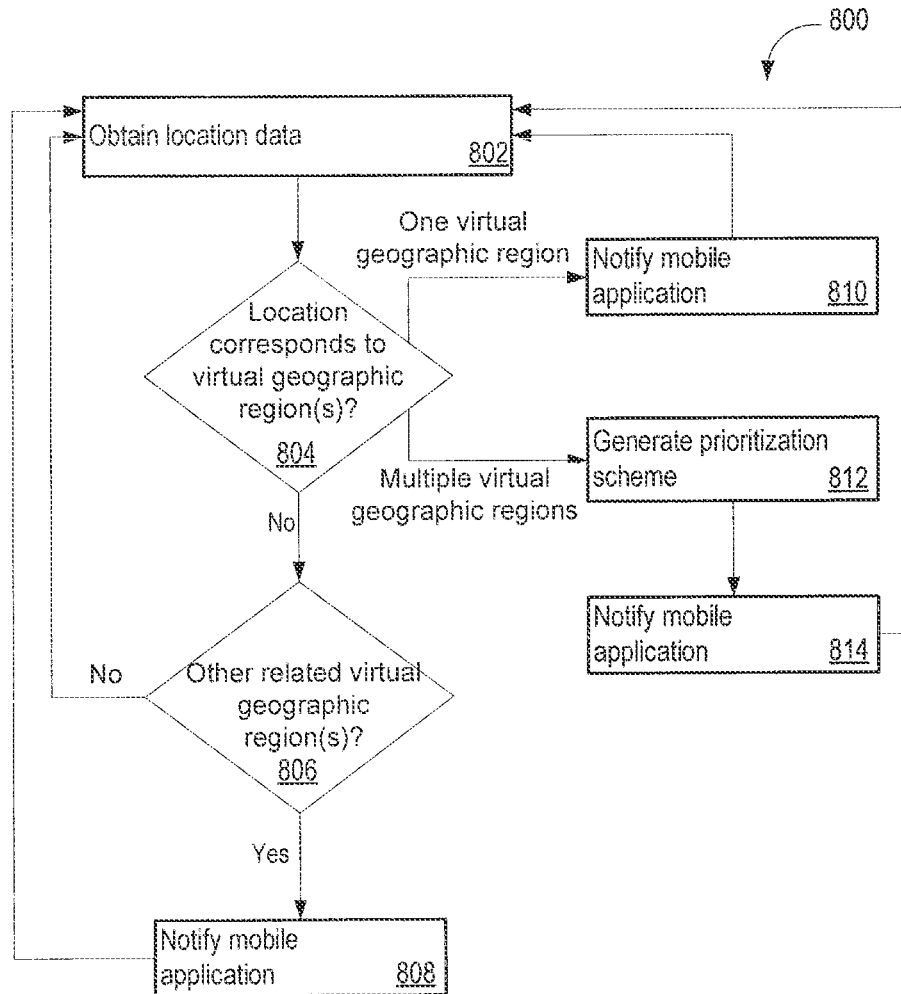 800
Obtain location data
802
One virtual
geographic region
Notify mobile
application
810
Location
corresponds to
virtual geographic
region(s)?
804
Multiple virtual
geographic regions
Generate prioritization
scheme
812
No
Notify mobile
application
814
No
Other related virtual
geographic
region(s)?
806
Yes
Notify mobile
application
808